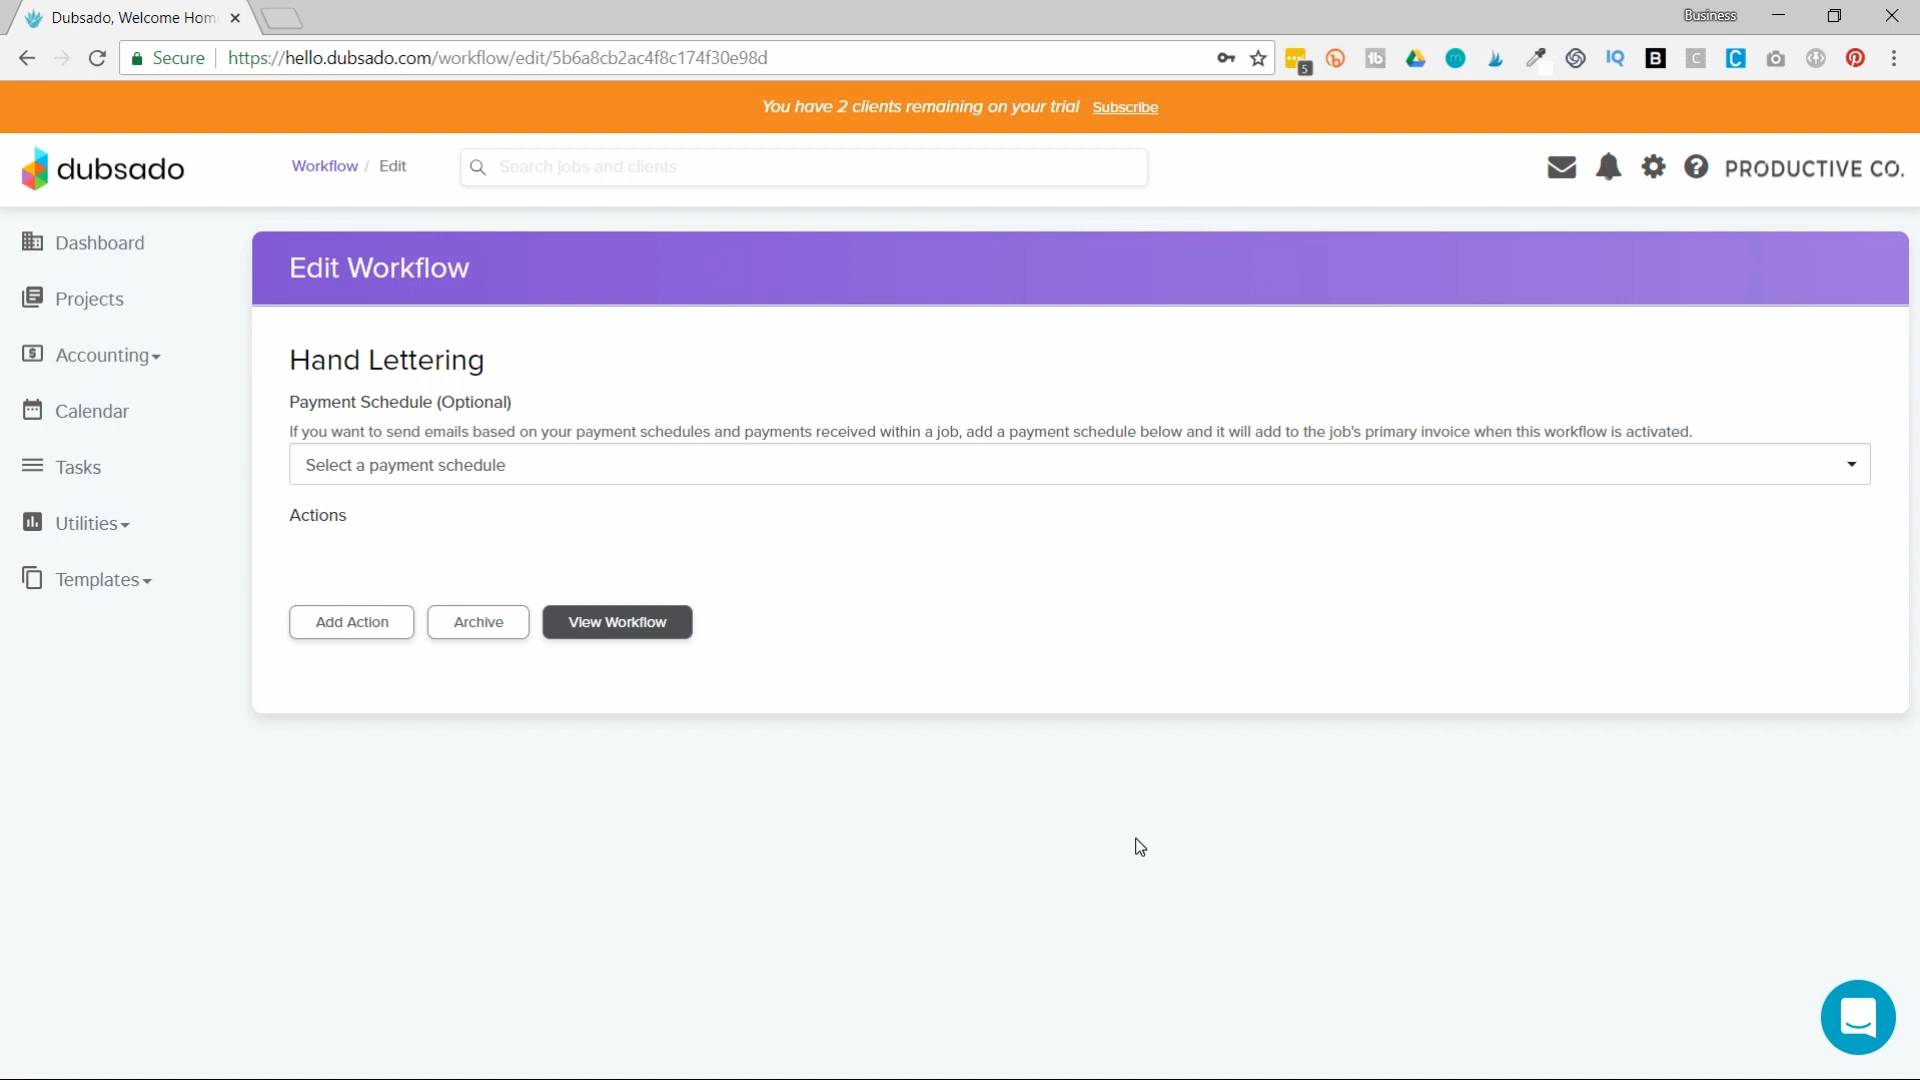 Dubsado, Welcome Hom
Business
Secure
https://hello.dubsado.com/workflow/edit/5b6a8cb2ac4f8c174f30e98d
5
b
tb
m
IQ
B
C
C
You have 2 clients remaining on your trial Subscribe
dubsado
Workflow / Edit
Search jobs and clients
PRODUCTIVE CO.
Dashboard
Projects
Accounting
Calendar
Tasks
Utilities
Templates
Edit Workflow
Hand Lettering
Payment Schedule (Optional)
If you want to send emails based on your payment schedules and payments received within a job, add a payment schedule below and it will add to the job's primary invoice when this workflow is activated.
Select a payment schedule
Actions
Add Action
Archive
View Workflow